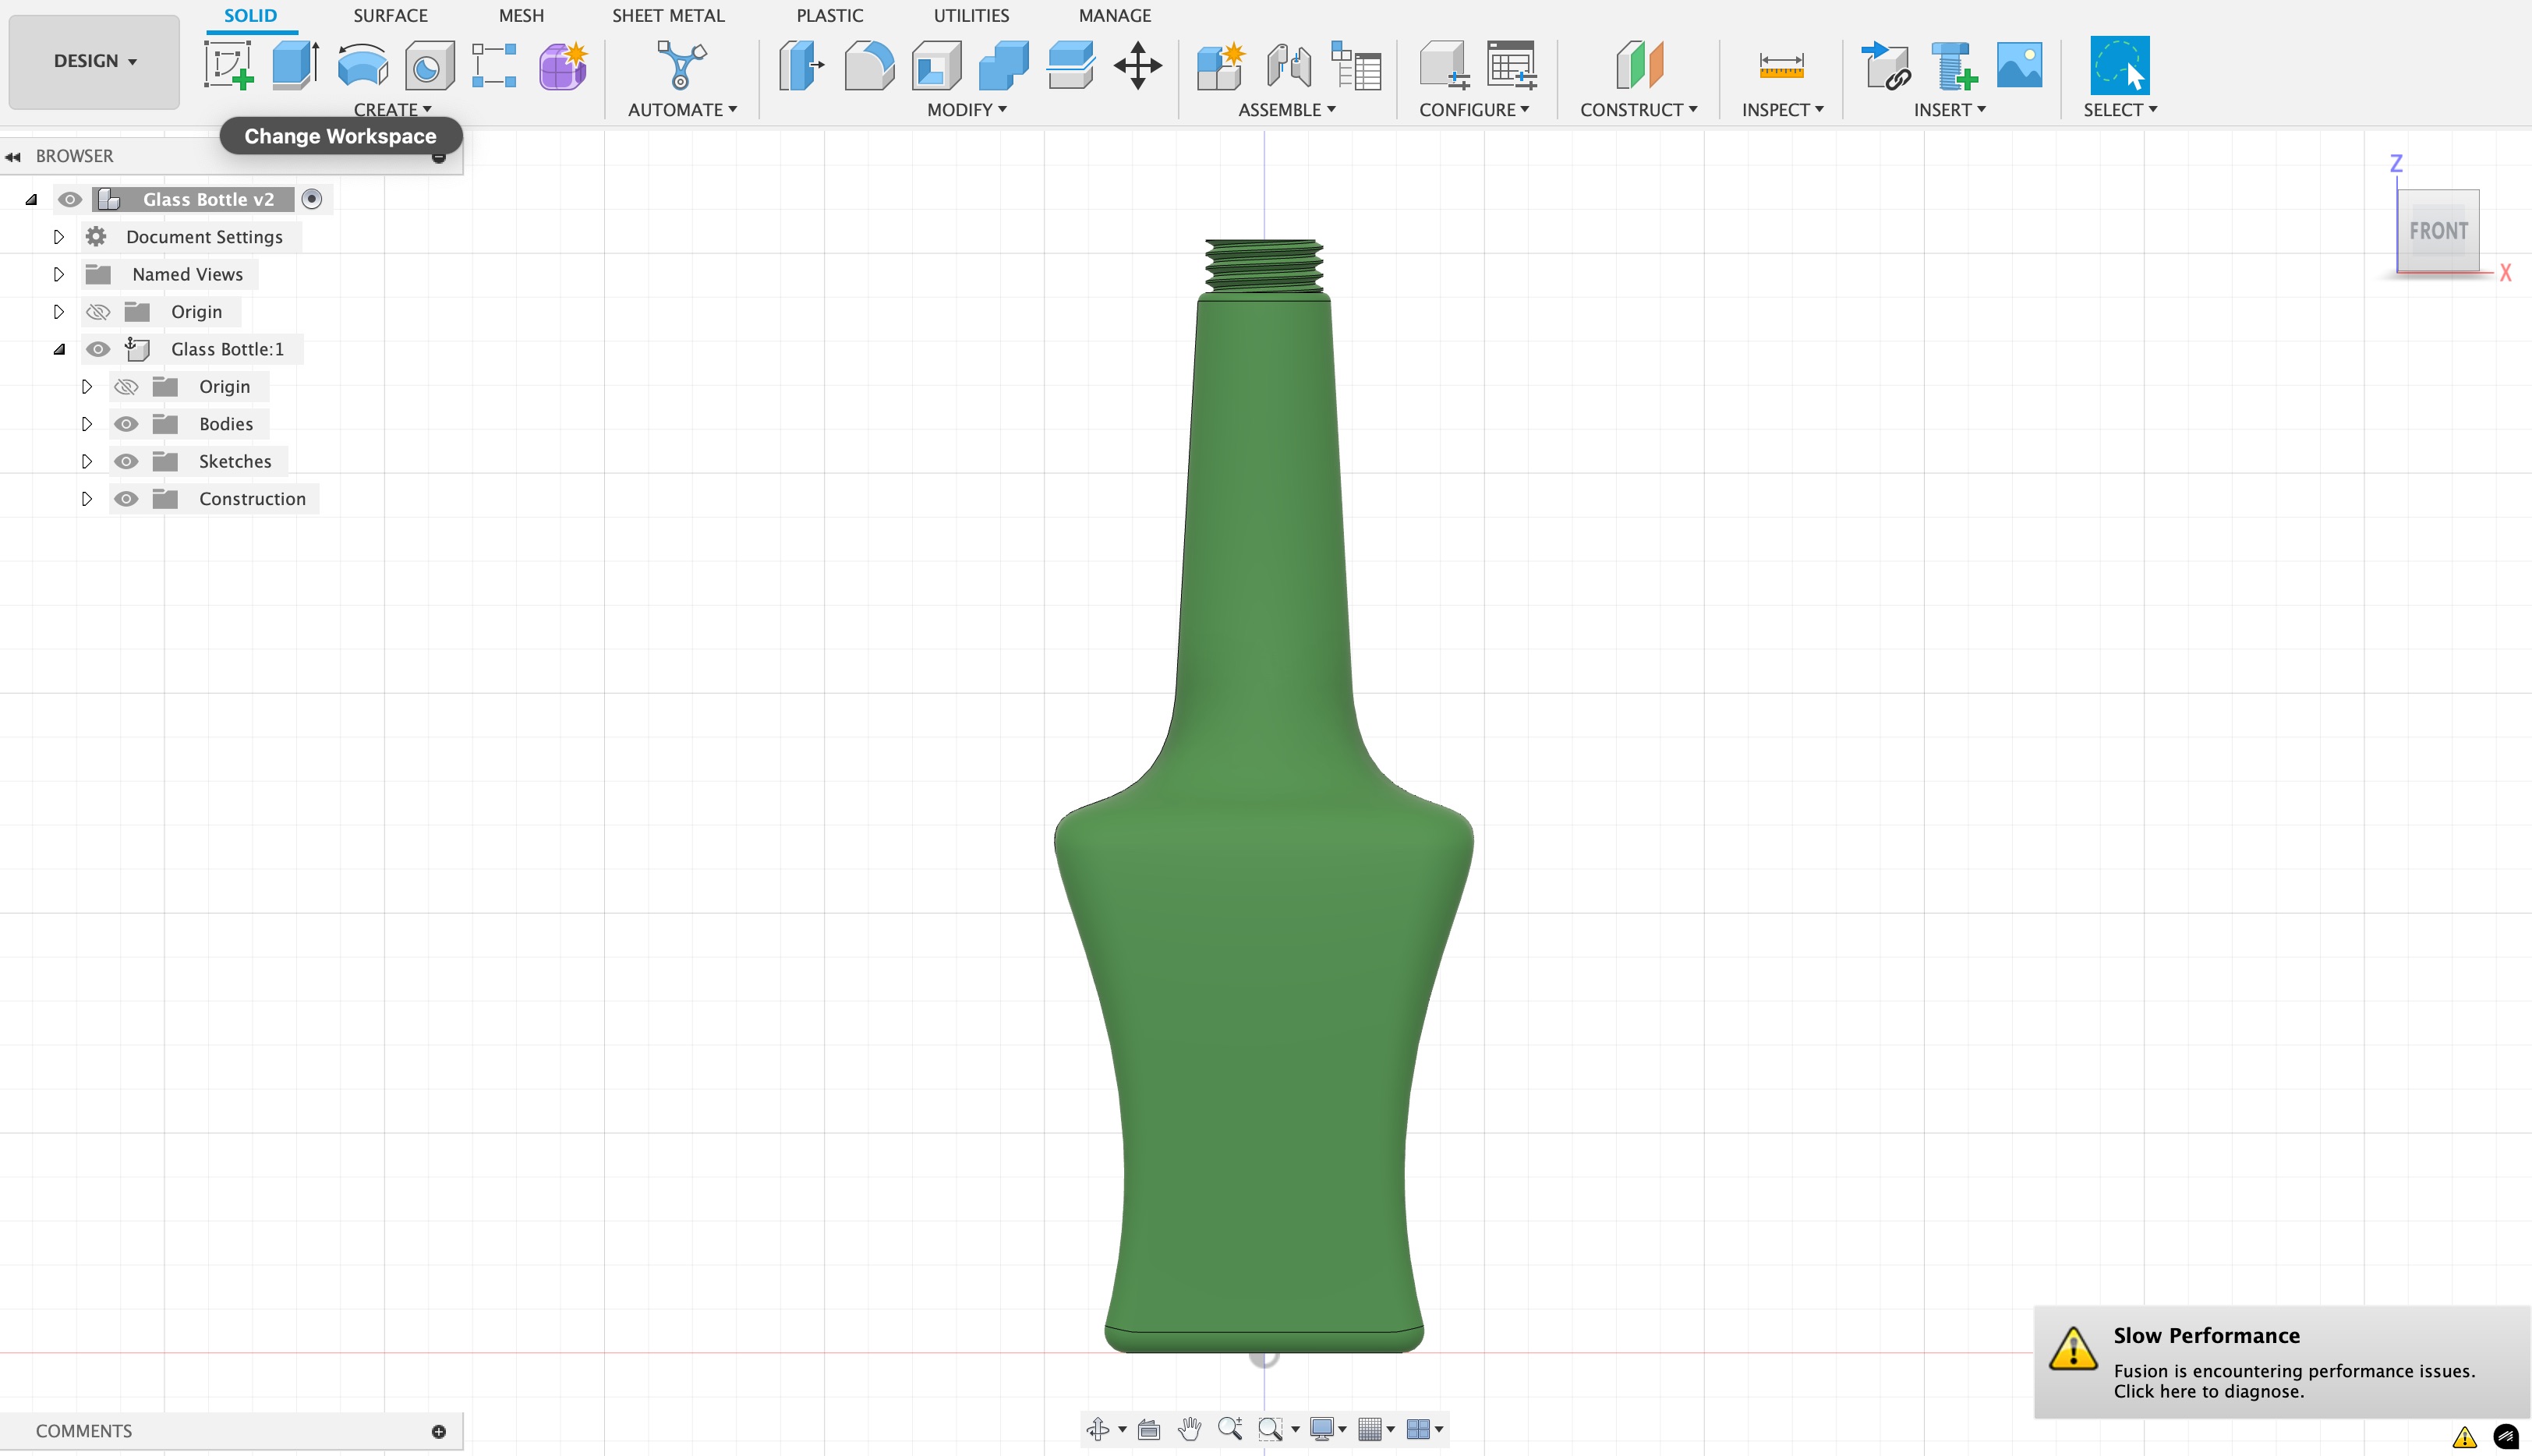 SOLID SURFACE MESH SHEET METAL PLASTIC UTILITIES MANAGE
DESIGN
CREATE AUTOMATE MODIFY ASSEMBLE CONFIGURE CONSTRUCT INSPECT INSERT SELECT
Change Workspace
BROWSER
Glass Bottle v2
Document Settings
Named Views
Origin
Glass Bottle:1
Origin
Bodies
Sketches
Construction
Z
FRONT
X
Slow Performance
Fusion is encountering performance issues.
Click here to diagnose.
COMMENTS